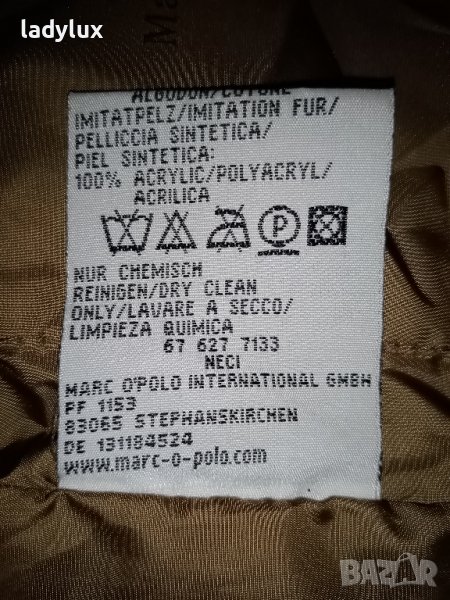 ladylux
Ma
ALGODON/COTONE
IMITATPELZ/IMITATION FUR/
PELLICCIA SINTETICA/
PIEL SINTETICA:
100% ACRYLIC/POLYACRYL/
ACRILICA
P
NUR CHEMISCH
REINIGEN/DRY CLEAN
ONLY/LAVARE A SECCO/
LIMPIEZA QUIMICA
67 627 7133
NECI
MARC O'POLO INTERNATIONAL GMBH
PF 1153
83065 STEPHANSKIRCHEN
DE 131184524
www.marc-o-polo.com
BAZAR